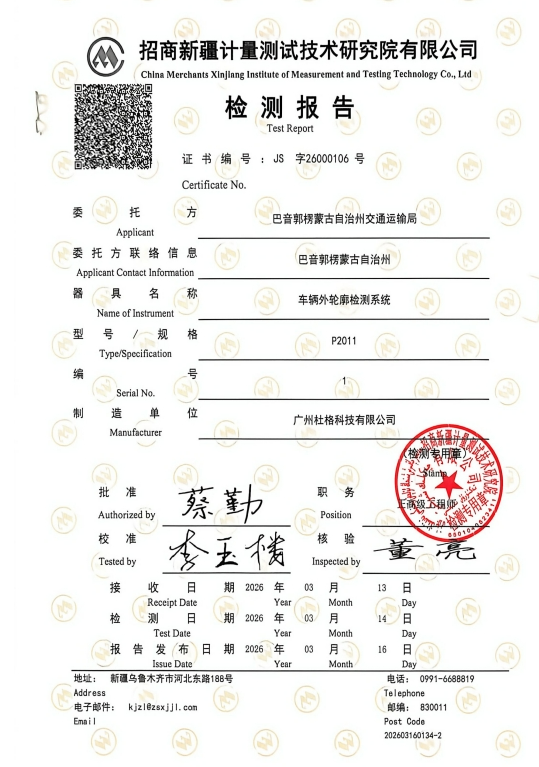 招商新疆计量测试技术研究院有限公司
China Merchants Xinjiang Institute of Measurement and Testing Technology Co., Ltd
检测报告
Test Report
证书编号：JS 字26000106 号
Certificate No.
委托方 巴音郭楞蒙古自治州交通运输局
Applicant
委托方联络信息 巴音郭楞蒙古自治州
Applicant Contact Information
器具名称 车辆外轮廓检测系统
Name of Instrument
型号/规格 P2011
Type/Specification
编号 1
Serial No.
制造单位 广州杜格科技有限公司
Manufacturer
（检测专用章）
Stamp
批准 蔡勤 职务 正高级工程师
Authorized by Position
校准 李玉楼 核验 董亮
Tested by Inspected by
接收日期 2026 年 03 月 13 日
Receipt Date Year Month Day
检测日期 2026 年 03 月 14 日
Test Date Year Month Day
报告发布日期 2026 年 03 月 16 日
Issue Date Year Month Day
地址： 新疆乌鲁木齐市河北东路188号 电话： 0991-6688819
Address Telephone
电子邮件： kjzl@zsxjjl.com 邮编： 830011
Email Post Code
202603160134-2